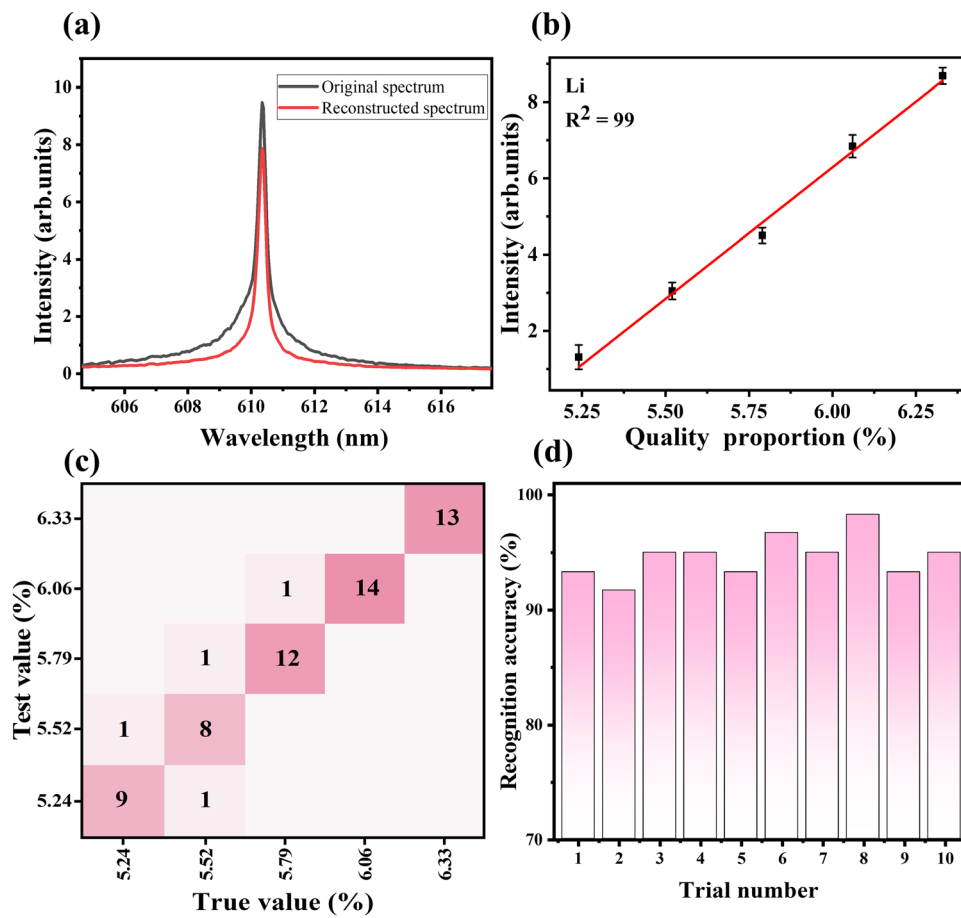 (a)
Original spectrum
Reconstructed spectrum
Intensity (arb.units)
10
8
6
4
2
0
606 608 610 612 614 616
Wavelength (nm)
(b)
Li
R² = 99
Intensity (arb.units)
8
6
4
2
5.25 5.50 5.75 6.00 6.25
Quality proportion (%)
(c)
Test value (%)
6.33
6.06
5.79
5.52
5.24
13
1 14
1 12
1 8
9 1
5.24 5.52 5.79 6.06 6.33
True value (%)
(d)
Recognition accuracy (%)
100
90
80
70
1 2 3 4 5 6 7 8 9 10
Trial number